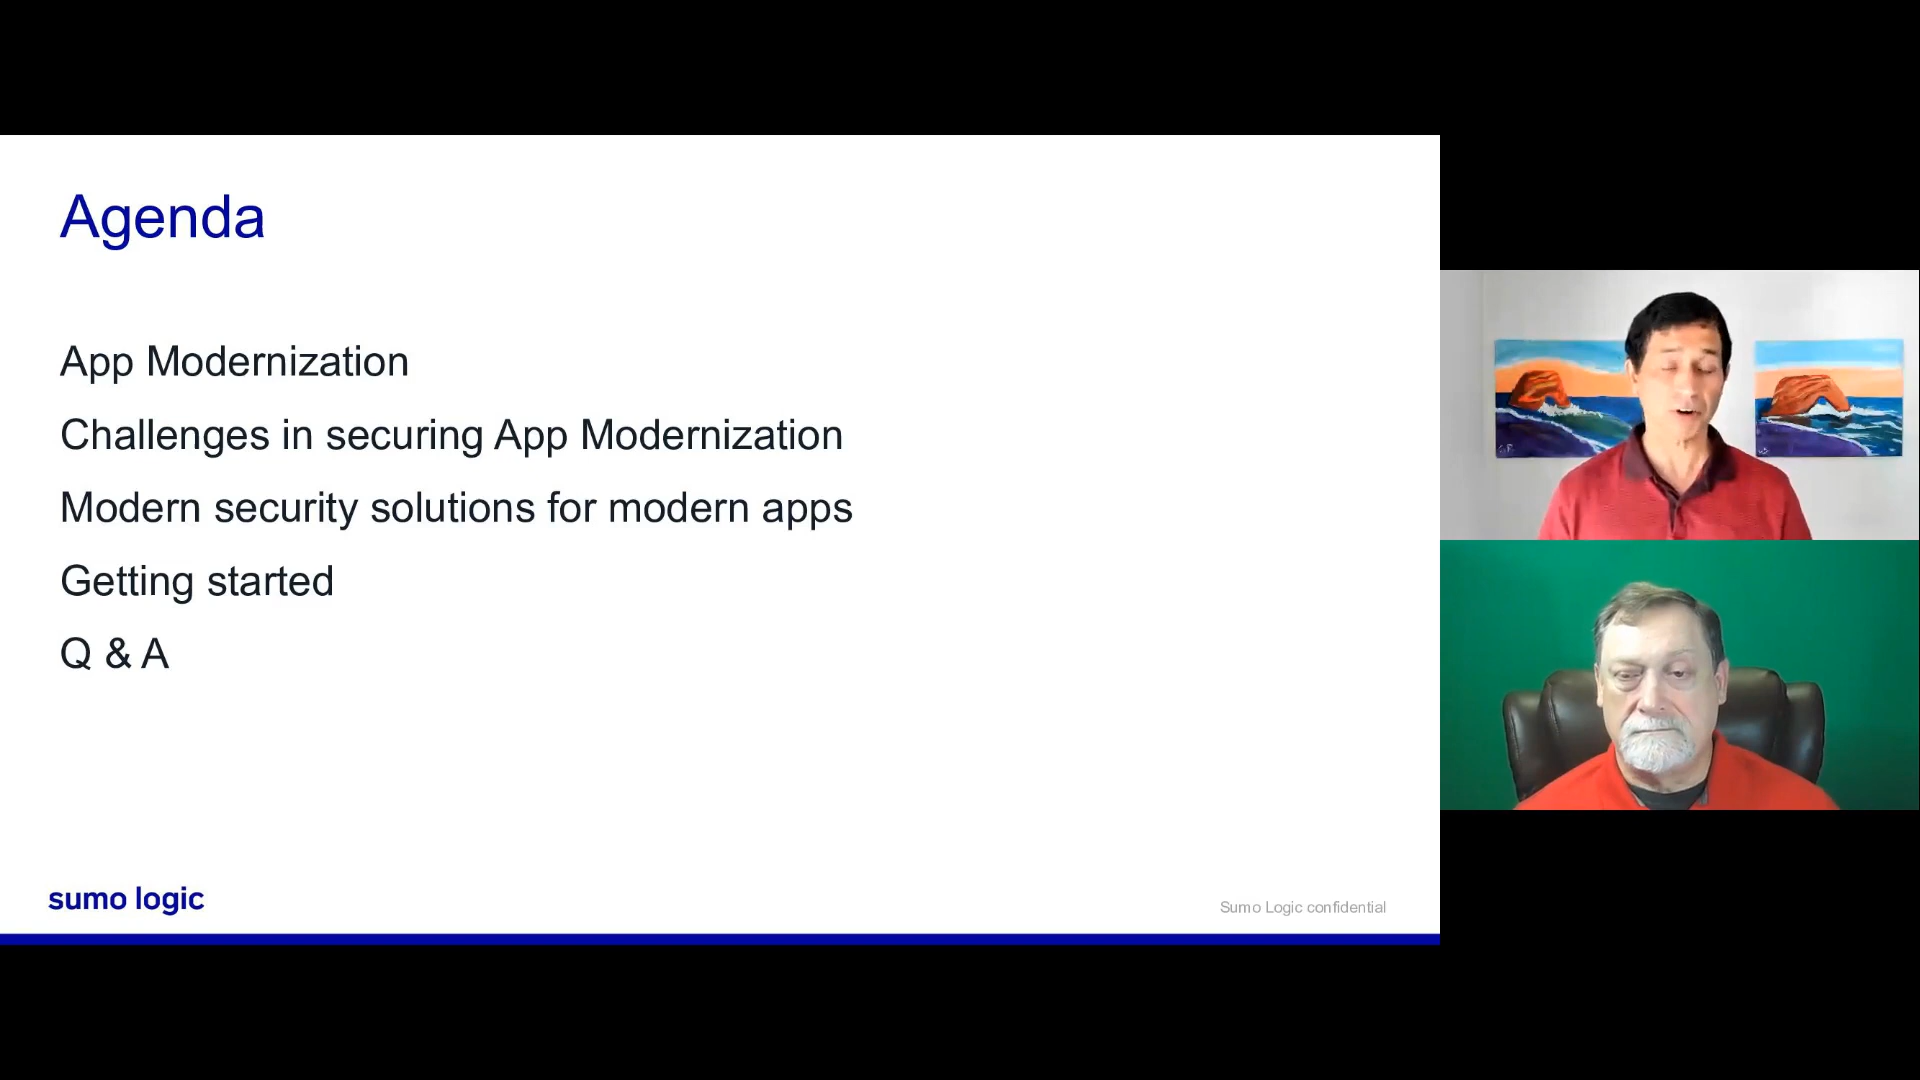 Agenda
App Modernization
Challenges in securing App Modernization
Modern security solutions for modern apps
Getting started
Q & A
sumo logic
Sumo Logic confidential